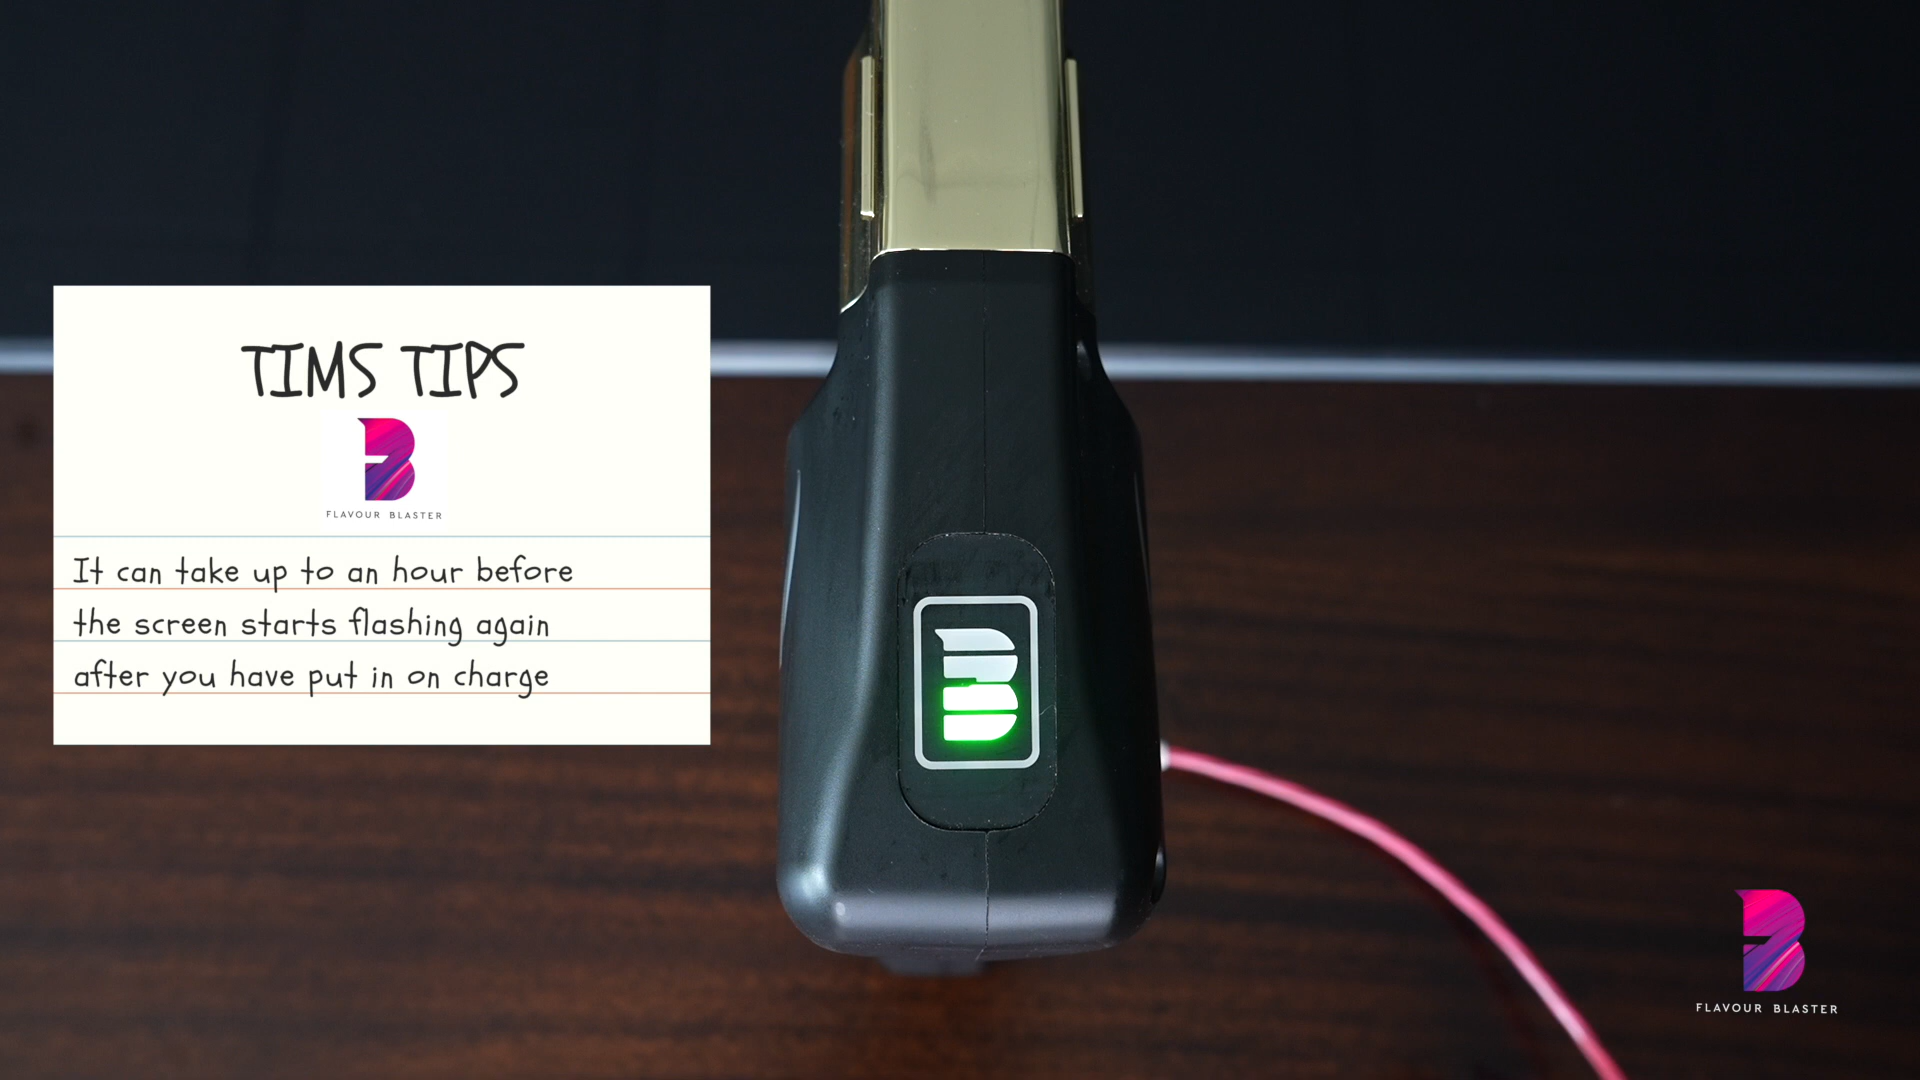 TIMS TIPS
FLAVOUR BLASTER
It can take up to an hour before
the screen starts flashing again
after you have put in on charge
FLAVOUR BLASTER